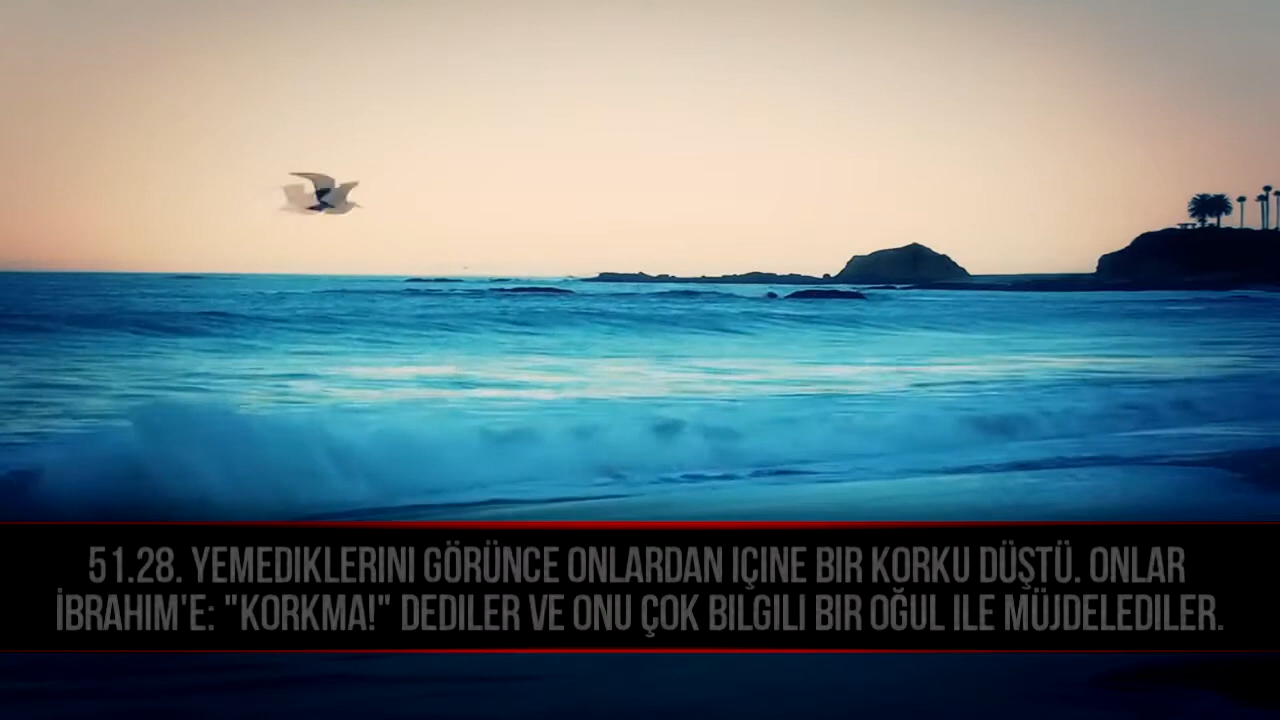 51.28. YEMEDIKLERINI GÖRÜNCE ONLARDAN IÇINE BIR KORKU DÜŞTÜ. ONLAR
İBRAHIM'E: "KORKMA!" DEDILER VE ONU ÇOK BILGILI BIR OĞUL ILE MÜJDELEDILER.